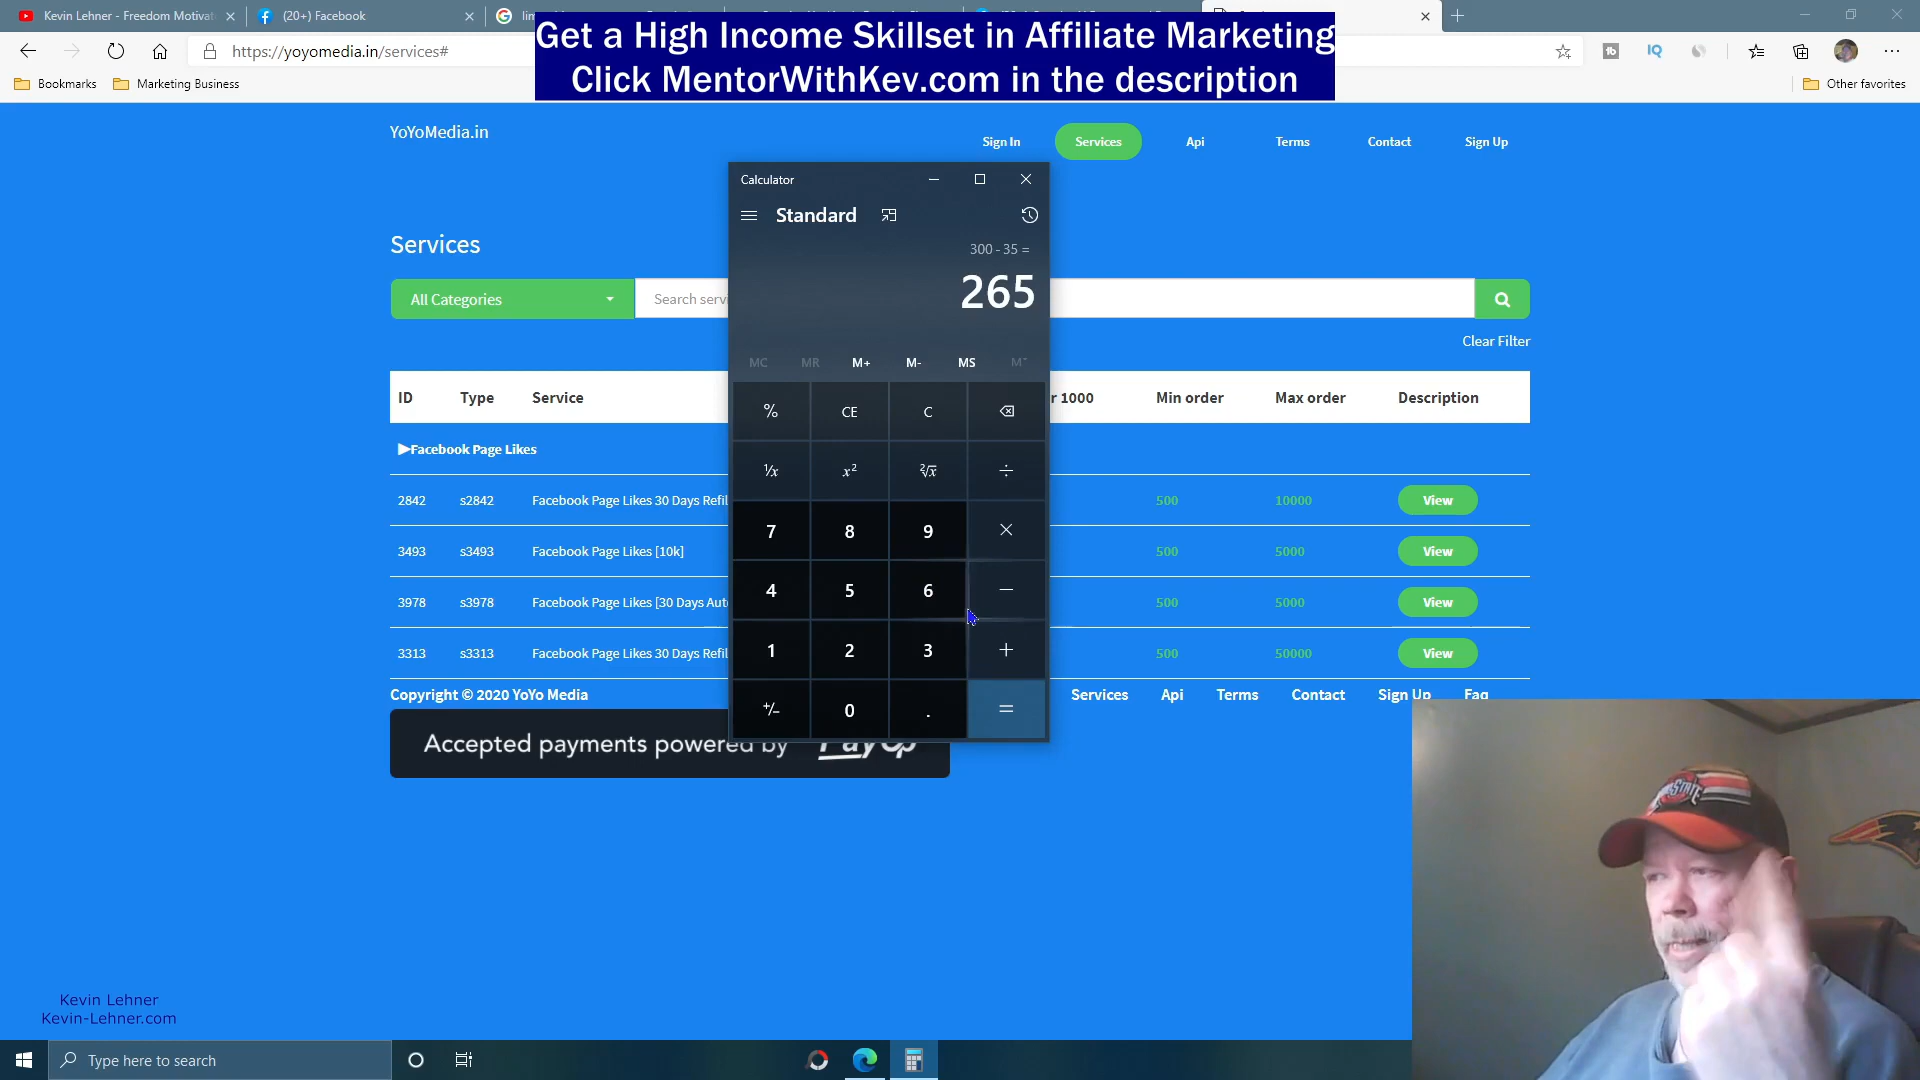 Kevin Lehner - Freedom Motivat
(20+) Facebook
Get a High Income Skillset in Affiliate Marketing
Click MentorWithKev.com in the description
https://yoyomedia.in/services#
Bookmarks
Marketing Business
Other favorites
YoYoMedia.in
Sign In
Services
Api
Terms
Contact
Sign Up
Calculator
Standard
300 - 35 =
265
MC MR M+ M- MS M˅
% CE C
⅟x x² ²√x ÷
7 8 9 ×
4 5 6 −
1 2 3 +
+/− 0 . =
Services
All Categories
Search serv
Clear Filter
ID Type Service r 1000 Min order Max order Description
▶Facebook Page Likes
2842 s2842 Facebook Page Likes 30 Days Refil 500 10000 View
3493 s3493 Facebook Page Likes [10k] 500 5000 View
3978 s3978 Facebook Page Likes [30 Days Aut 500 5000 View
3313 s3313 Facebook Page Likes 30 Days Refil 500 50000 View
Copyright © 2020 YoYo Media
Services Api Terms Contact Sign Up Faq
Accepted payments powered by PayOp
STATE
Kevin Lehner
Kevin-Lehner.com
Type here to search